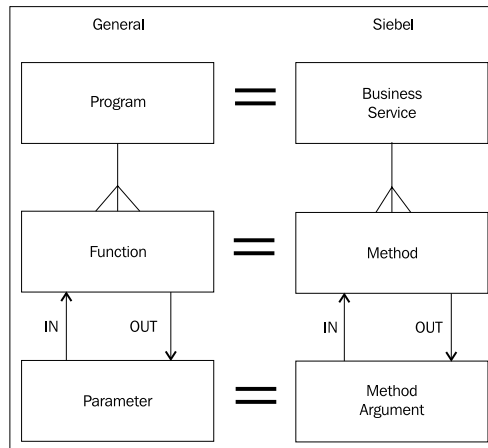 General
Siebel
Program
Business
Service
Function
Method
IN
OUT
IN
OUT
Parameter
Method
Argument